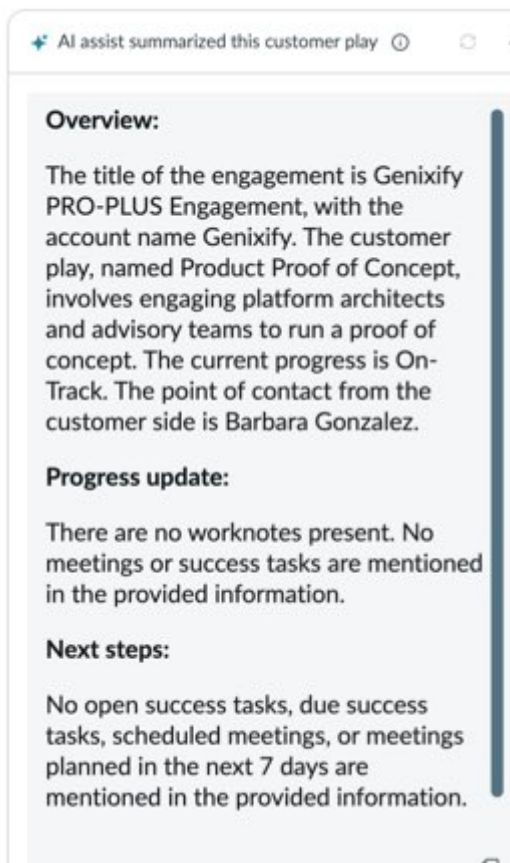 AI assist summarized this customer play
Overview:
The title of the engagement is Genixify
PRO-PLUS Engagement, with the
account name Genixify. The customer
play, named Product Proof of Concept,
involves engaging platform architects
and advisory teams to run a proof of
concept. The current progress is On-
Track. The point of contact from the
customer side is Barbara Gonzalez.
Progress update:
There are no worknotes present. No
meetings or success tasks are mentioned
in the provided information.
Next steps:
No open success tasks, due success
tasks, scheduled meetings, or meetings
planned in the next 7 days are
mentioned in the provided information.